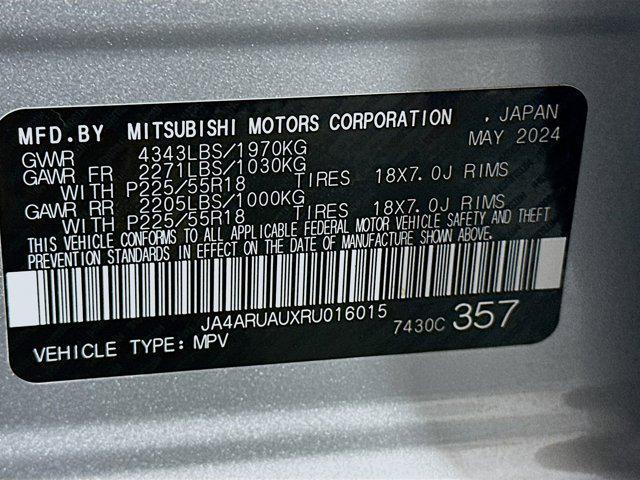 MFD.BY MITSUBISHI MOTORS CORPORATION , JAPAN
GVWR 4343LBS/1970KG MAY 2024
GAWR FR 2271LBS/1030KG
WITH P225/55R18 TIRES 18X7.0J RIMS
GAWR RR 2205LBS/1000KG
WITH P225/55R18 TIRES 18X7.0J RIMS
THIS VEHICLE CONFORMS TO ALL APPLICABLE FEDERAL MOTOR VEHICLE SAFETY AND THEFT
PREVENTION STANDARDS IN EFFECT ON THE DATE OF MANUFACTURE SHOWN ABOVE.
JA4ARUAUXRU016015 7430C 357
VEHICLE TYPE: MPV